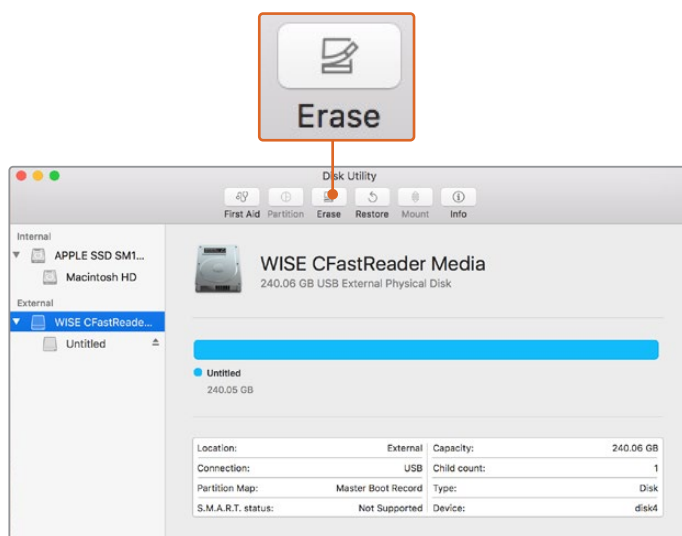 Erase
Disk Utility
First Aid Partition Erase Restore Mount Info
Internal
APPLE SSD SM1...
Macintosh HD
External
WISE CFastReade...
Untitled
WISE CFastReader Media
240.06 GB USB External Physical Disk
Untitled
240.05 GB
Location: External Capacity: 240.06 GB
Connection: USB Child count: 1
Partition Map: Master Boot Record Type: Disk
S.M.A.R.T. status: Not Supported Device: disk4